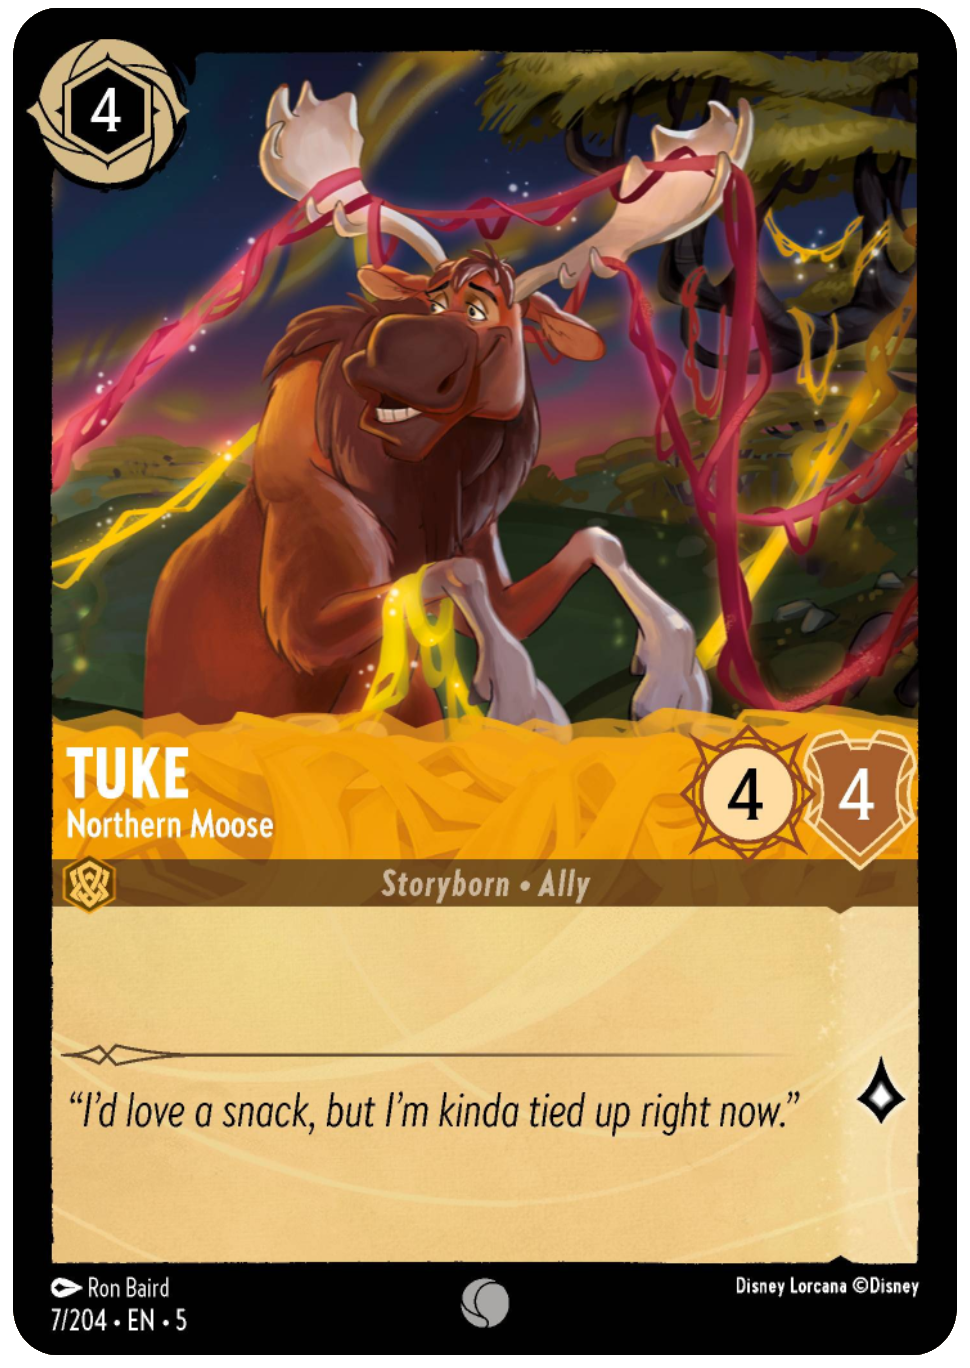 4
TUKE
Northern Moose
4 4
Storyborn • Ally
“I’d love a snack, but I’m kinda tied up right now.”
Ron Baird
Disney Lorcana ©Disney
7/204 • EN • 5